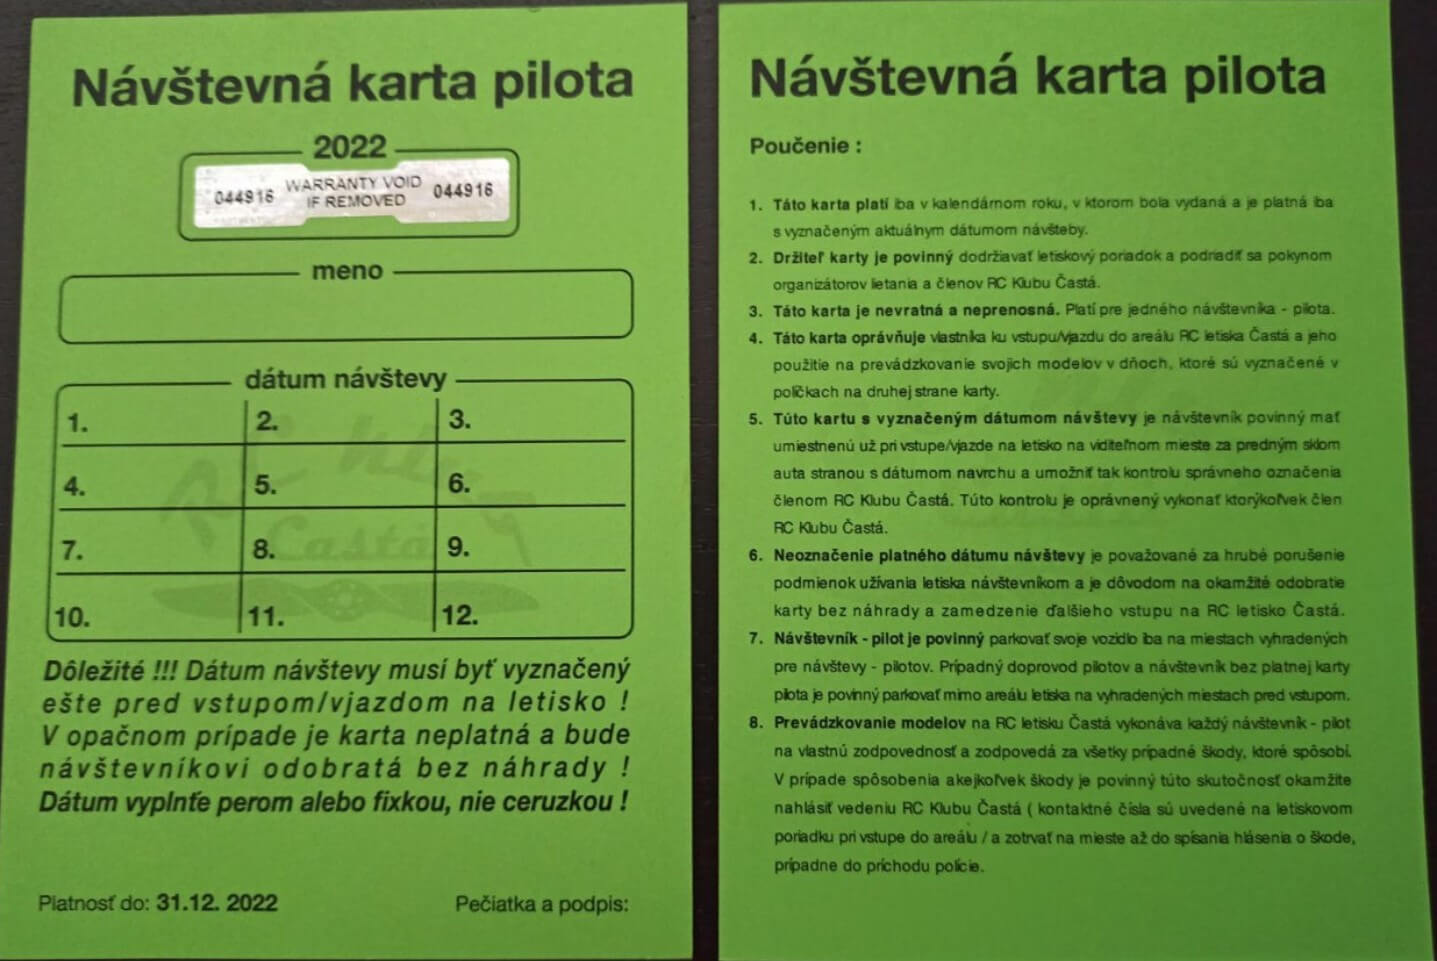 Návštevná karta pilota
2022
044916 WARRANTY VOID IF REMOVED 044916
meno
dátum návštevy
1. 2. 3.
4. 5. 6.
7. 8. 9.
10. 11. 12.
RC klub
Častá
Dôležité !!! Dátum návštevy musí byť vyznačený
ešte pred vstupom/vjazdom na letisko !
V opačnom prípade je karta neplatná a bude
návštevníkovi odobratá bez náhrady !
Dátum vyplnťe perom alebo fixkou, nie ceruzkou !
Platnosť do: 31.12. 2022 Pečiatka a podpis:
Návštevná karta pilota
Poučenie :
1. Táto karta platí iba v kalendárnom roku, v ktorom bola vydaná a je platná iba
s vyznačeným aktuálnym dátumom návšteby.
2. Držiteľ karty je povinný dodržiavať letiskový poriadok a podriadiť sa pokynom
organizátorov lietania a členov RC Klubu Častá.
3. Táto karta je nevratná a neprenosná. Platí pre jedného návštevníka - pilota.
4. Táto karta oprávňuje vlastníka ku vstupu/vjazdu do areálu RC letiska Častá a jeho
použitie na prevádzkovanie svojich modelov v dňoch, ktoré sú vyznačené v
políčkach na druhej strane karty.
5. Túto kartu s vyznačeným dátumom návštevy je návštevník povinný mať
umiestnenú už pri vstupe/vjazde na letisko na viditeľnom mieste za predným sklom
auta stranou s dátumom navrchu a umožniť tak kontrolu správneho označenia
členom RC Klubu Častá. Túto kontrolu je oprávnený vykonať ktorýkoľvek člen
RC Klubu Častá.
6. Neoznačenie platného dátumu návštevy je považované za hrubé porušenie
podmienok užívania letiska návštevníkom a je dôvodom na okamžité odobratie
karty bez náhrady a zamedzenie ďalšieho vstupu na RC letisko Častá.
7. Návštevník - pilot je povinný parkovať svoje vozidlo iba na miestach vyhradených
pre návštevy - pilotov. Prípadný doprovod pilotov a návštevník bez platnej karty
pilota je povinný parkovať mimo areálu letiska na vyhradených miestach pred vstupom.
8. Prevádzkovanie modelov na RC letisku Častá vykonáva každý návštevník - pilot
na vlastnú zodpovednosť a zodpovedá za všetky prípadné škody, ktoré spôsobí.
V prípade spôsobenia akejkoľvek škody je povinný túto skutočnosť okamžite
nahlásiť vedeniu RC Klubu Častá ( kontaktné čísla sú uvedené na letiskovom
poriadku pri vstupe do areálu / a zotrvať na mieste až do spísania hlásenia o škode,
prípadne do príchodu polície.